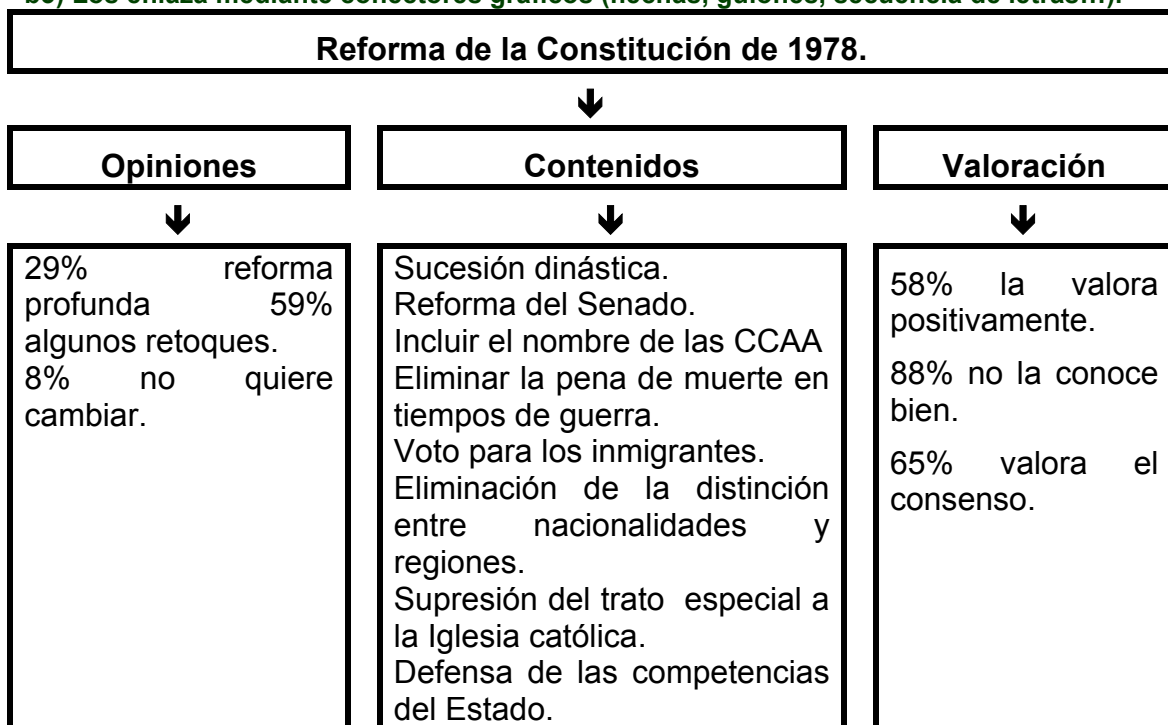 Reforma de la Constitución de 1978.
Opiniones
29% reforma
profunda 59%
algunos retoques.
8% no quiere
cambiar.
Contenidos
Sucesión dinástica.
Reforma del Senado.
Incluir el nombre de las CCAA
Eliminar la pena de muerte en
tiempos de guerra.
Voto para los inmigrantes.
Eliminación de la distinción
entre nacionalidades y
regiones.
Supresión del trato especial a
la Iglesia católica.
Defensa de las competencias
del Estado.
Valoración
58% la valora
positivamente.
88% no la conoce
bien.
65% valora el
consenso.